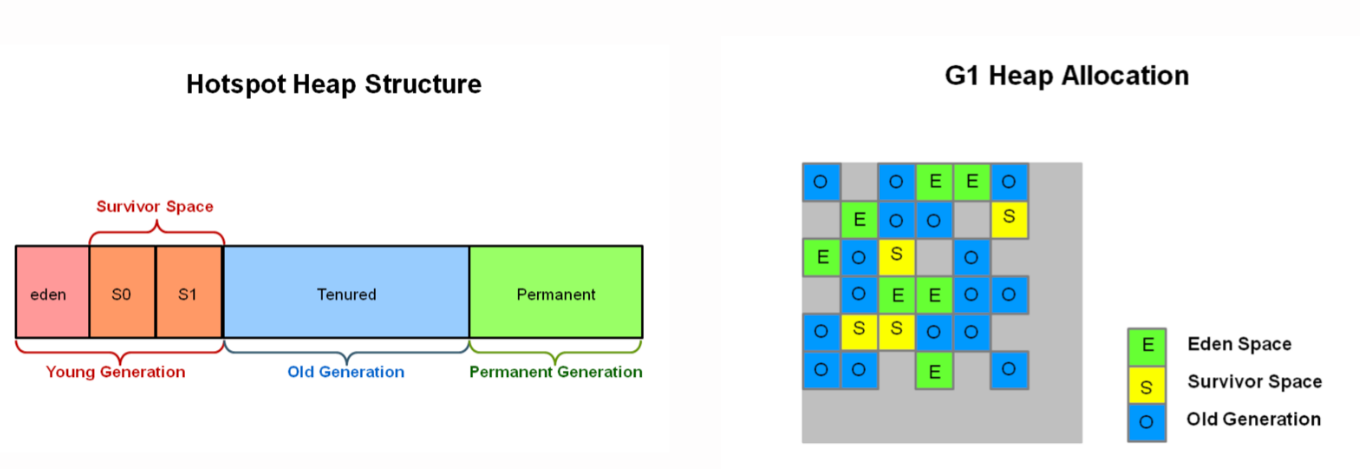 Hotspot Heap Structure
Survivor Space
eden S0 S1 Tenured Permanent
Young Generation Old Generation Permanent Generation
G1 Heap Allocation
O O E E O
E O O S
E O S O
O E E O O
O S S O O
O O E O
E Eden Space
S Survivor Space
O Old Generation